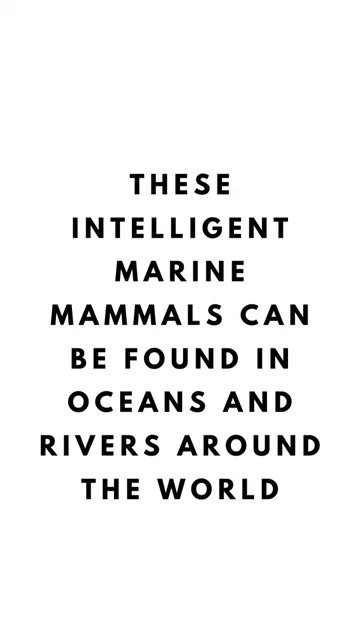 THESE
INTELLIGENT
MARINE
MAMMALS CAN
BE FOUND IN
OCEANS AND
RIVERS AROUND
THE WORLD